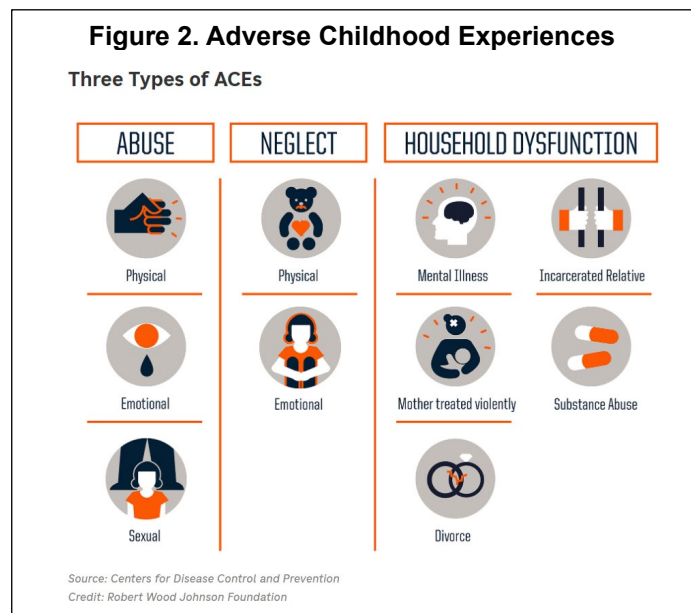 Figure 2. Adverse Childhood Experiences
Three Types of ACEs
ABUSE
Physical
Emotional
Sexual
NEGLECT
Physical
Emotional
HOUSEHOLD DYSFUNCTION
Mental Illness
Incarcerated Relative
Mother treated violently
Substance Abuse
Divorce
Source: Centers for Disease Control and Prevention
Credit: Robert Wood Johnson Foundation